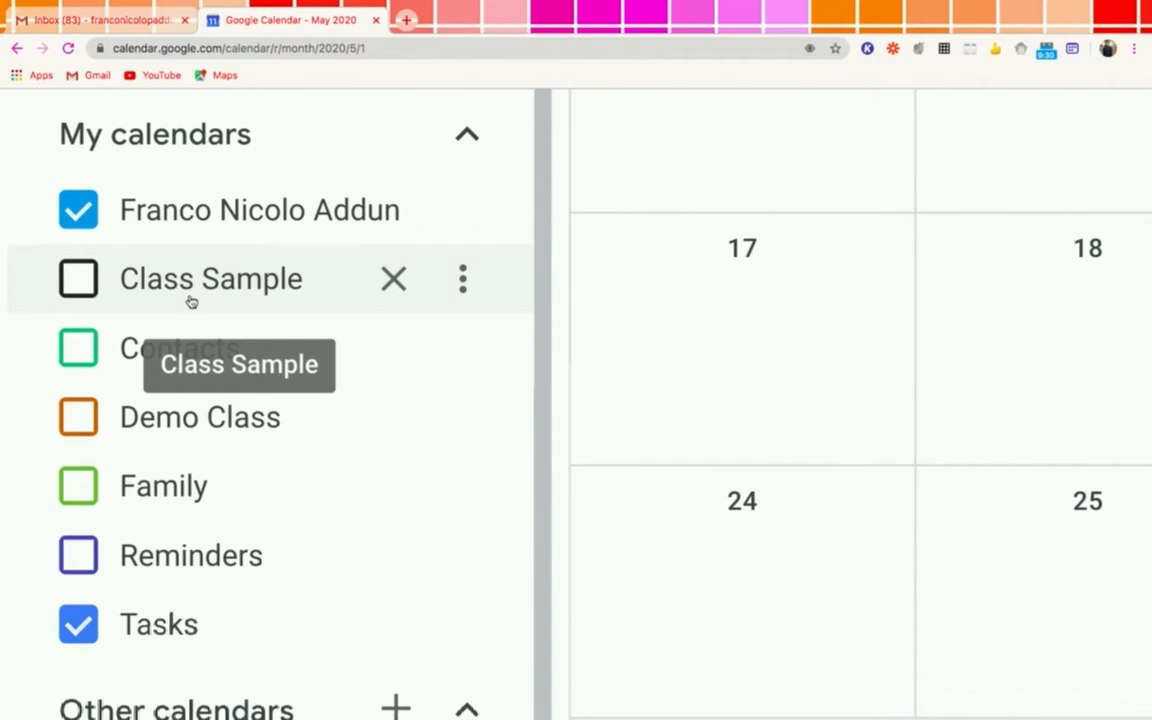 Inbox (83) - franconicolopadd
Google Calendar - May 2020
calendar.google.com/calendar/r/month/2020/5/1
9:30
Apps
Gmail
YouTube
Maps
My calendars
Franco Nicolo Addun
17
18
Class Sample
Class Sample
Demo Class
Family
24
25
Reminders
Tasks
Other calendars